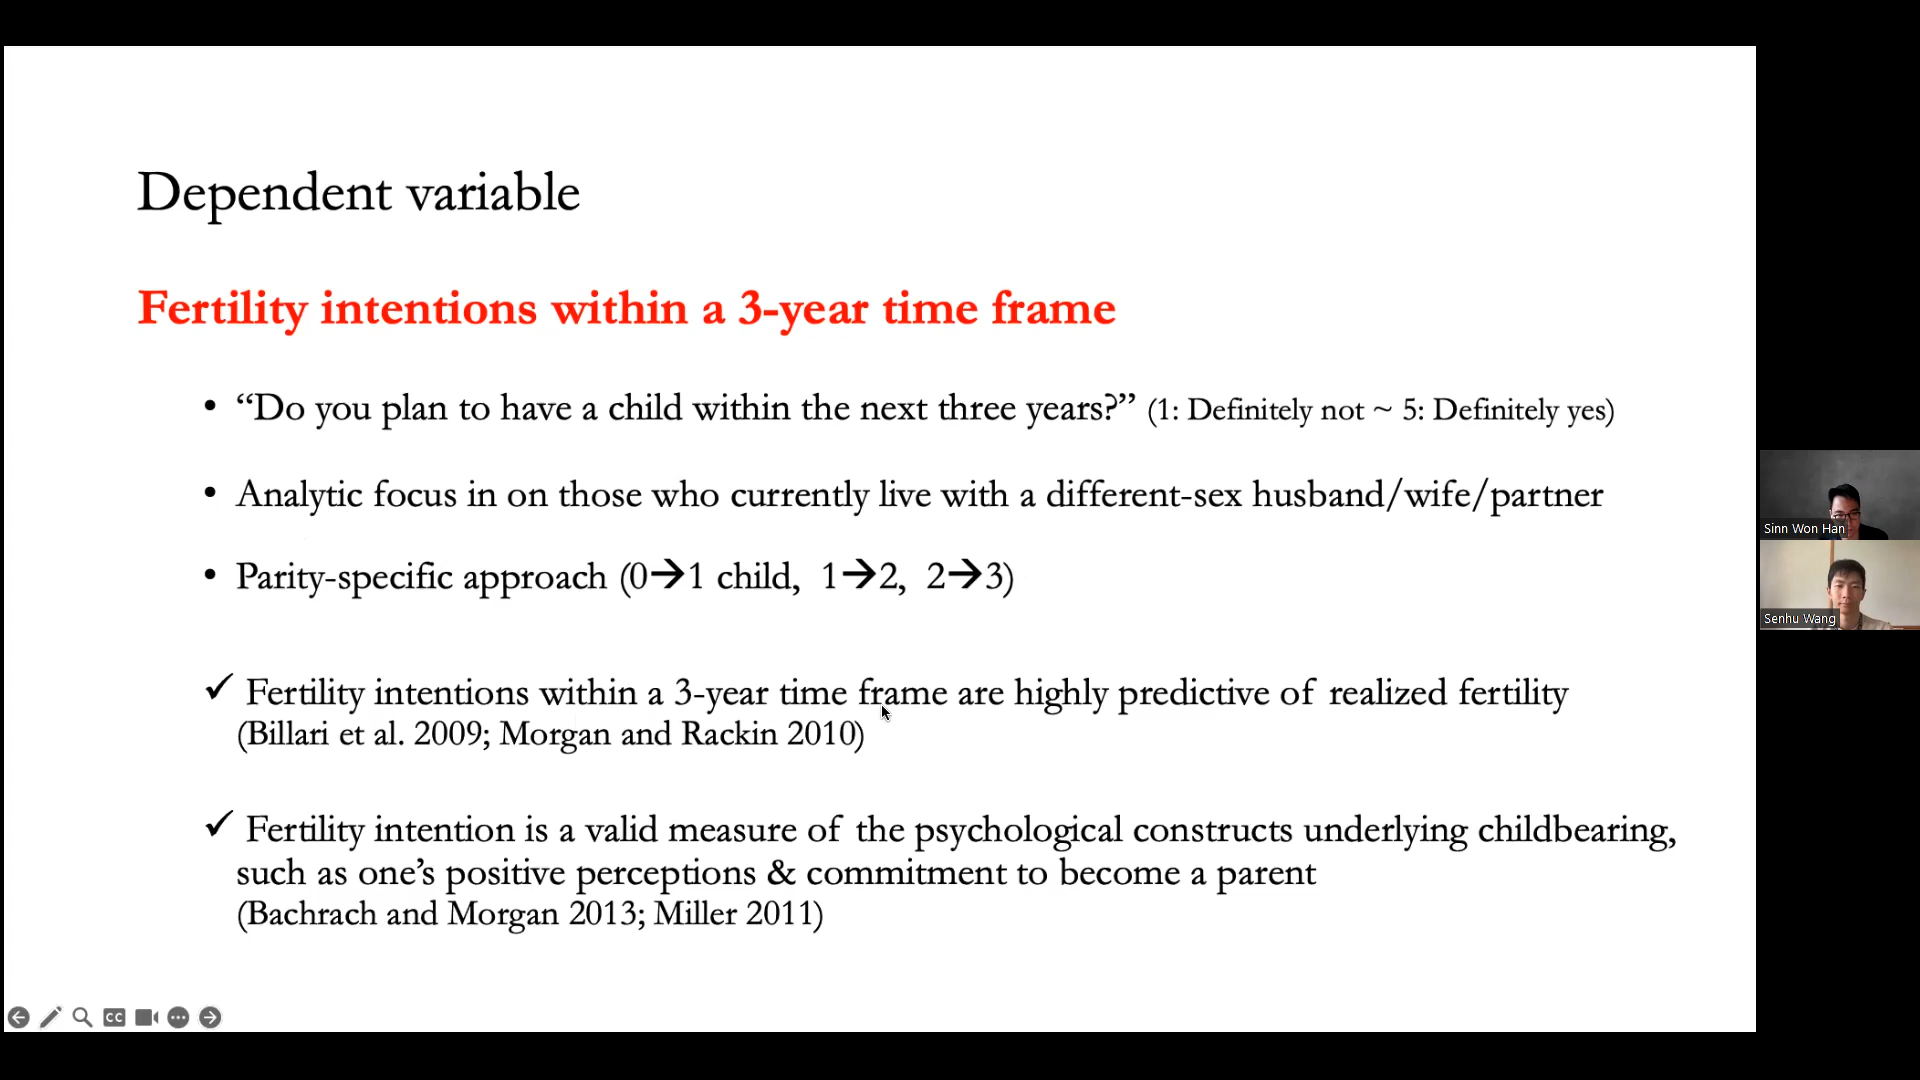 Dependent variable
Fertility intentions within a 3-year time frame
• “Do you plan to have a child within the next three years?” (1: Definitely not ~ 5: Definitely yes)
• Analytic focus in on those who currently live with a different-sex husband/wife/partner
• Parity-specific approach (0→1 child, 1→2, 2→3)
✓ Fertility intentions within a 3-year time frame are highly predictive of realized fertility
(Billari et al. 2009; Morgan and Rackin 2010)
✓ Fertility intention is a valid measure of the psychological constructs underlying childbearing,
such as one’s positive perceptions & commitment to become a parent
(Bachrach and Morgan 2013; Miller 2011)
Sinn Won Han
Senhu Wang
CC